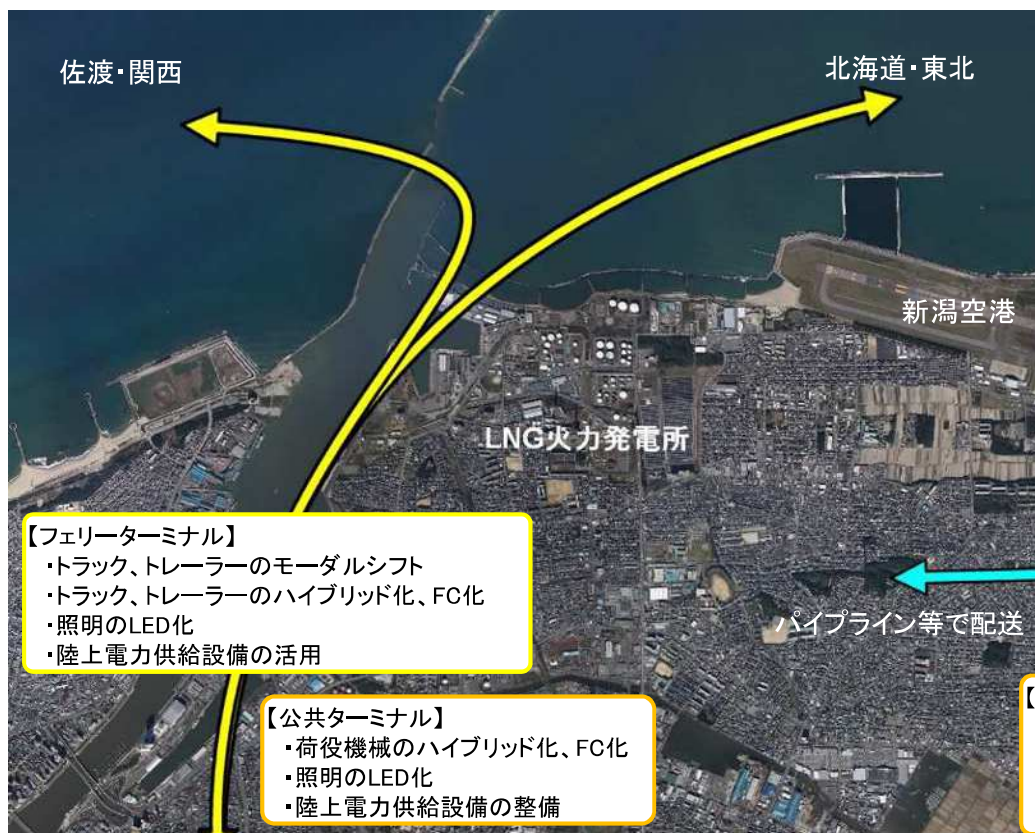 佐渡・関西
北海道・東北
新潟空港
LNG火力発電所
【フェリーターミナル】
・トラック、トレーラーのモーダルシフト
・トラック、トレーラーのハイブリッド化、FC化
・照明のLED化
・陸上電力供給設備の活用
パイプライン等で配送
【公共ターミナル】
・荷役機械のハイブリッド化、FC化
・照明のLED化
・陸上電力供給設備の整備
【